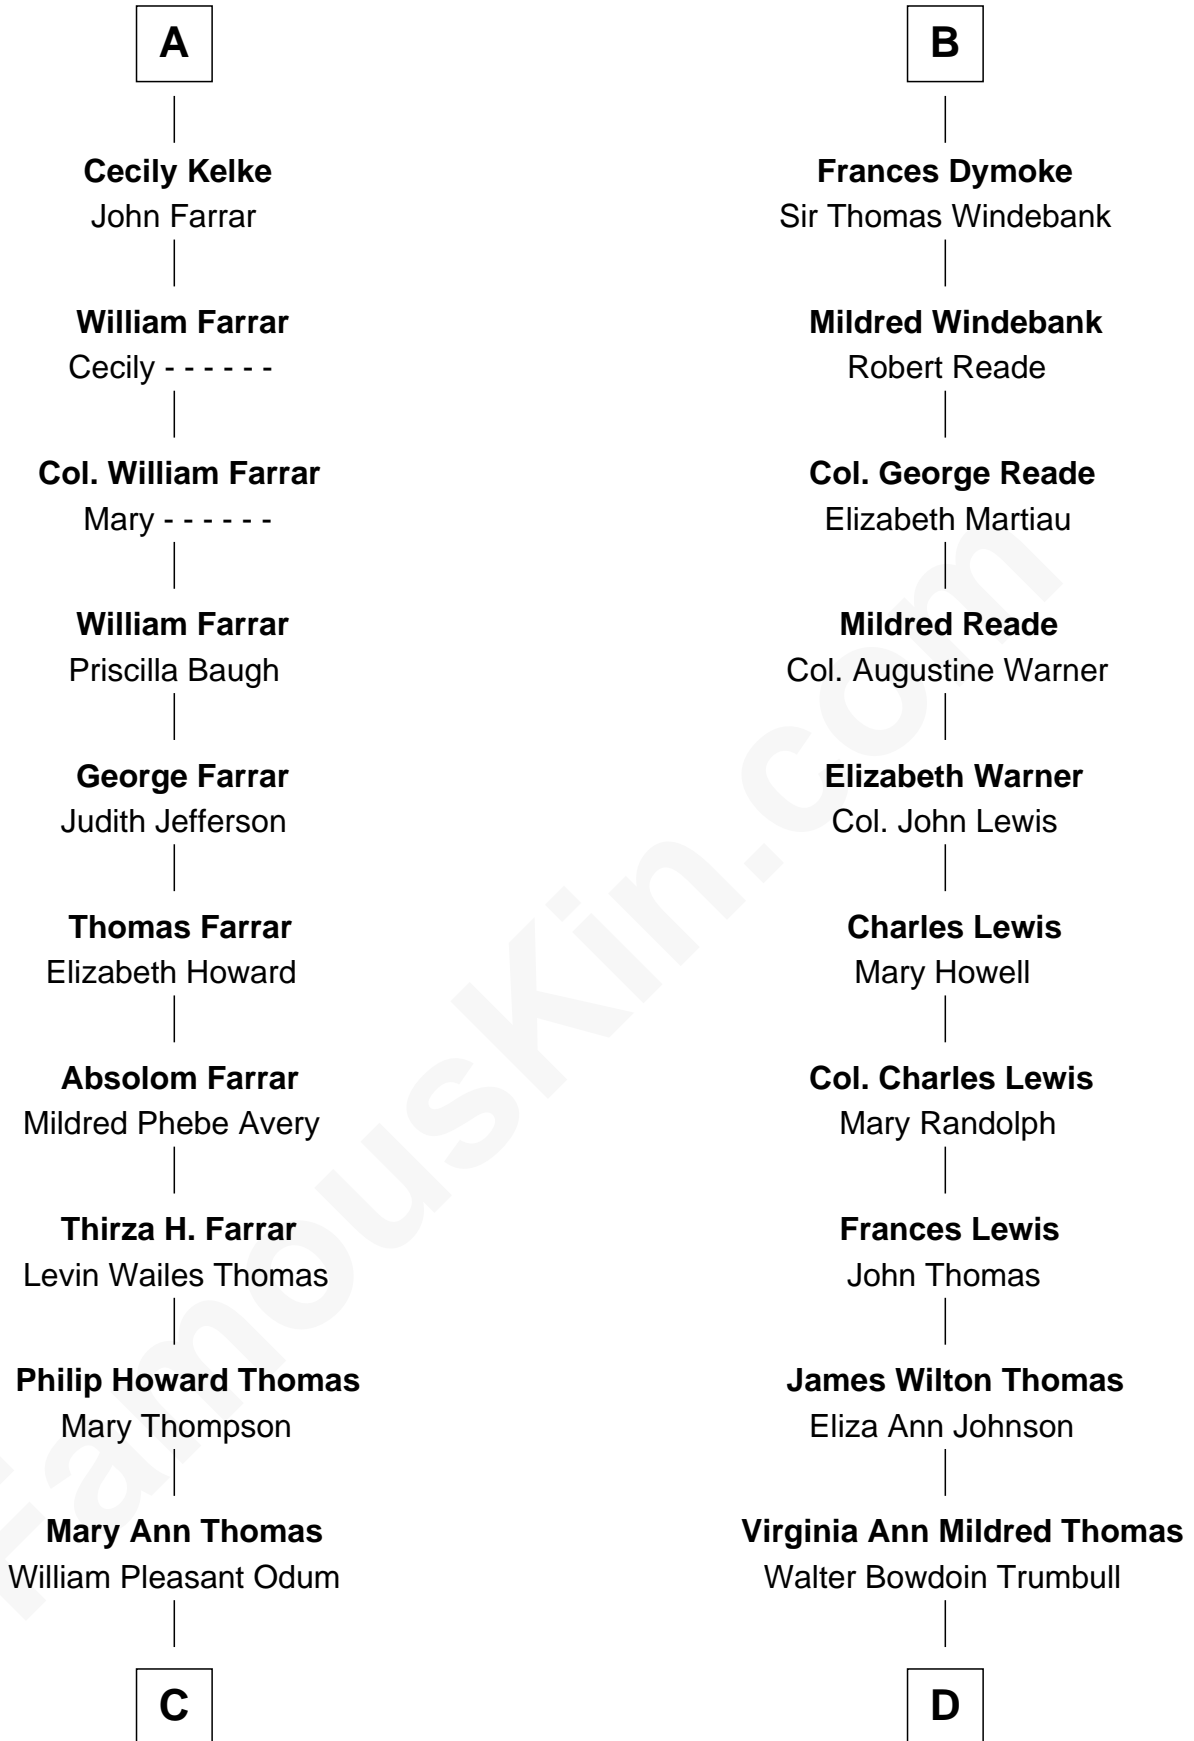 A
Cecily Kelke
John Farrar
William Farrar
Cecily - - - - - -
Col. William Farrar
Mary - - - - - -
William Farrar
Priscilla Baugh
George Farrar
Judith Jefferson
Thomas Farrar
Elizabeth Howard
Absolom Farrar
Mildred Phebe Avery
Thirza H. Farrar
Levin Wailes Thomas
Philip Howard Thomas
Mary Thompson
Mary Ann Thomas
William Pleasant Odum
C
B
Frances Dymoke
Sir Thomas Windebank
Mildred Windebank
Robert Reade
Col. George Reade
Elizabeth Martiau
Mildred Reade
Col. Augustine Warner
Elizabeth Warner
Col. John Lewis
Charles Lewis
Mary Howell
Col. Charles Lewis
Mary Randolph
Frances Lewis
John Thomas
James Wilton Thomas
Eliza Ann Johnson
Virginia Ann Mildred Thomas
Walter Bowdoin Trumbull
D
FamousKin.com